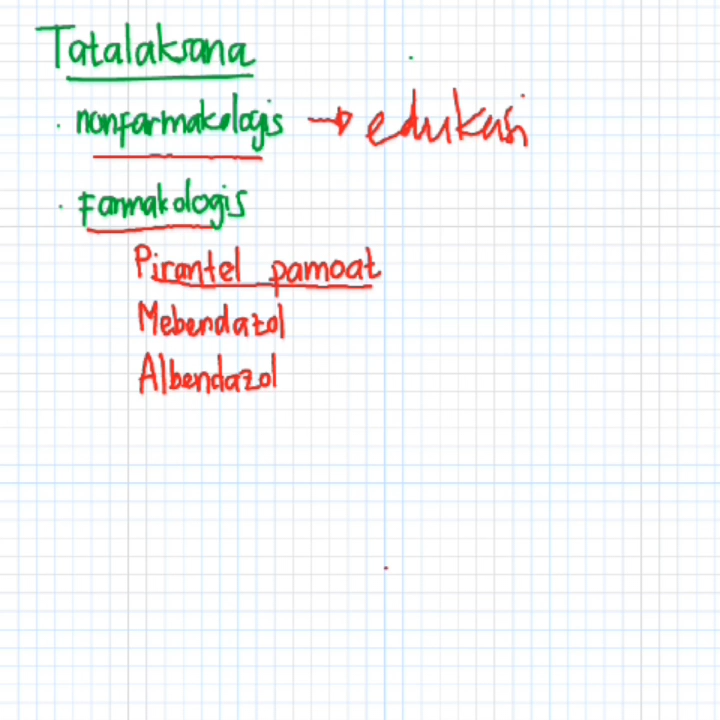 Tatalaksana
· nonfarmakologis → edukasi
· Farmakologis
Pirantel pamoat
Mebendazol
Albendazol